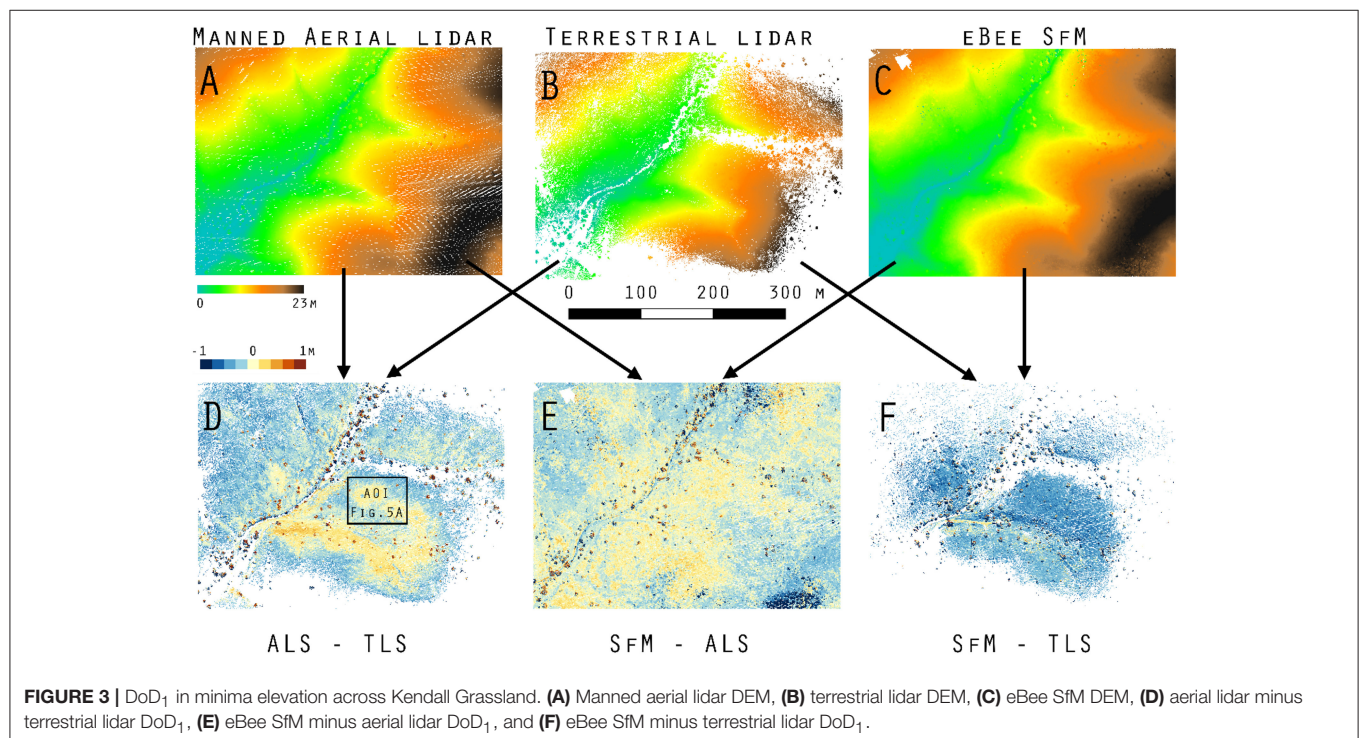 MANNED AERIAL LIDAR
TERRESTRIAL LIDAR
EBEE SFM
A
B
C
0
23 M
0 100 200 300 M
-1 0 1M
D
E
F
AOI
FIG.5A
ALS - TLS
SFM - ALS
SFM - TLS
FIGURE 3 | DoD1 in minima elevation across Kendall Grassland. (A) Manned aerial lidar DEM, (B) terrestrial lidar DEM, (C) eBee SfM DEM, (D) aerial lidar minus
terrestrial lidar DoD1, (E) eBee SfM minus aerial lidar DoD1, and (F) eBee SfM minus terrestrial lidar DoD1.